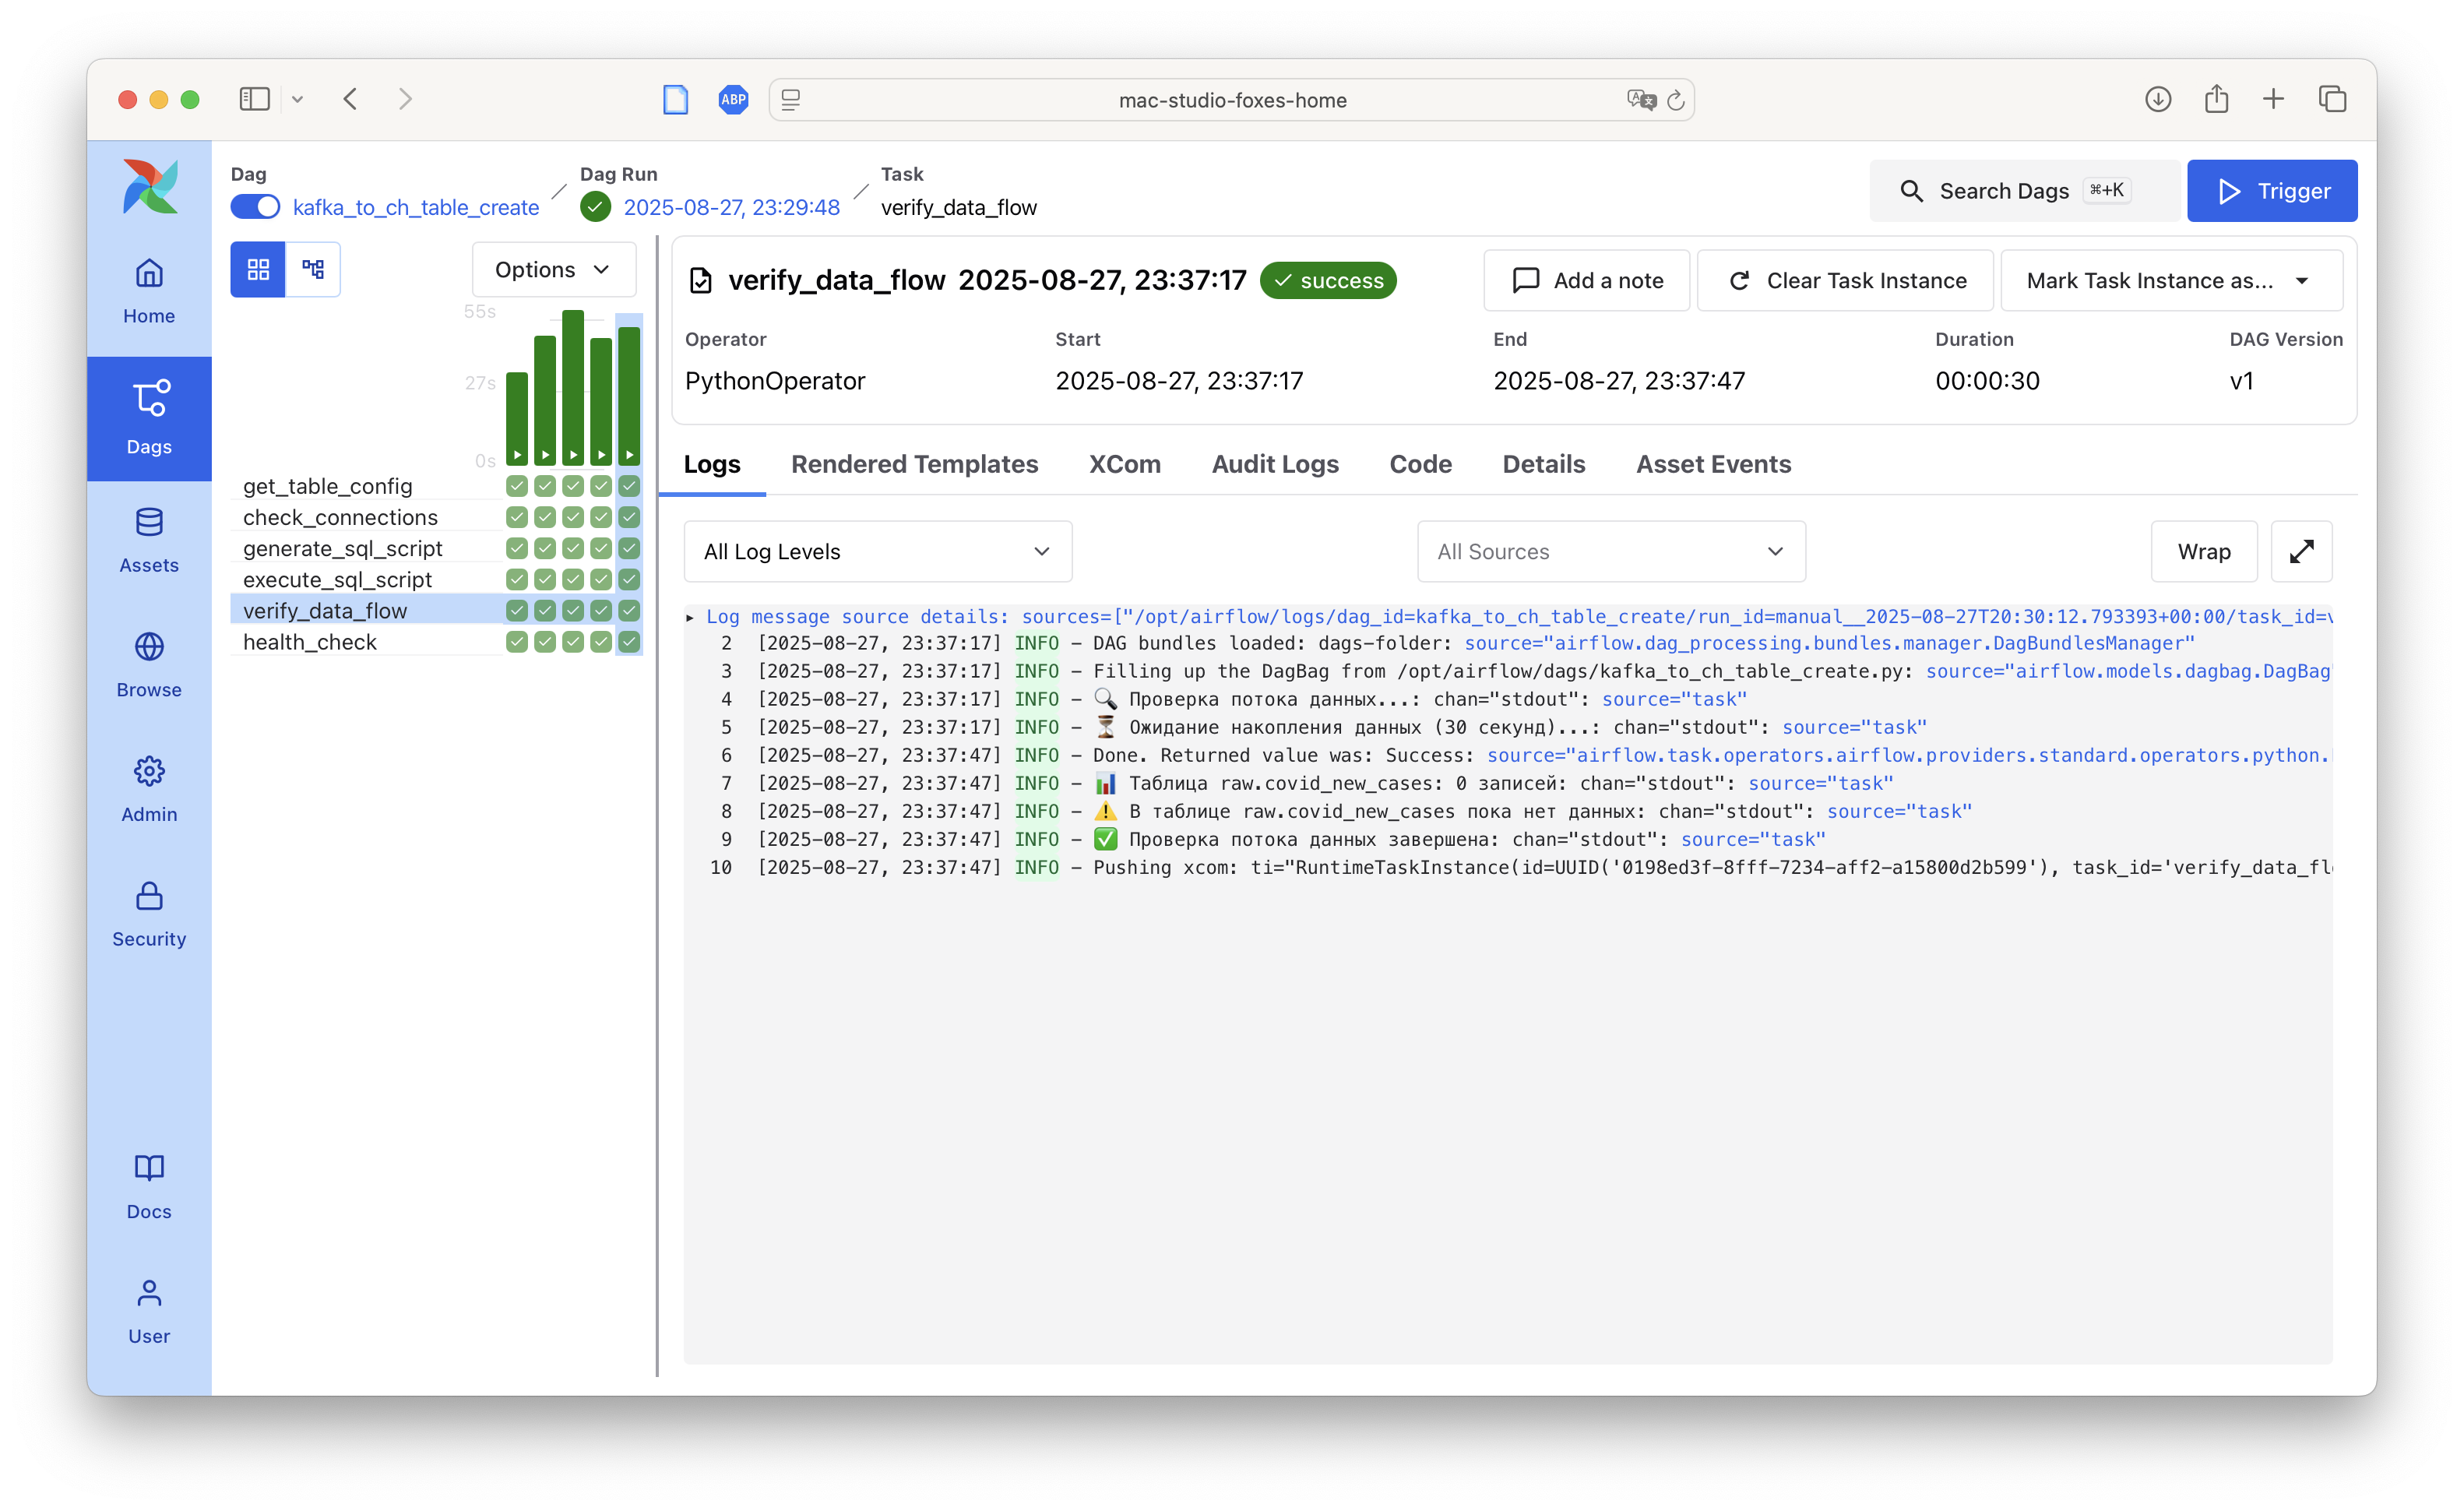 ABP
mac-studio-foxes-home
Dag
kafka_to_ch_table_create
Dag Run
2025-08-27, 23:29:48
Task
verify_data_flow
Search Dags ⌘+K
Trigger
Home
Dags
Assets
Browse
Admin
Security
Docs
User
Options
55s
27s
0s
get_table_config
check_connections
generate_sql_script
execute_sql_script
verify_data_flow
health_check
verify_data_flow 2025-08-27, 23:37:17 success
Add a note
Clear Task Instance
Mark Task Instance as...
Operator Start End Duration DAG Version
PythonOperator 2025-08-27, 23:37:17 2025-08-27, 23:37:47 00:00:30 v1
Logs Rendered Templates XCom Audit Logs Code Details Asset Events
All Log Levels All Sources Wrap
▸ Log message source details: sources=["/opt/airflow/logs/dag_id=kafka_to_ch_table_create/run_id=manual__2025-08-27T20:30:12.793393+00:00/task_id=v
2 [2025-08-27, 23:37:17] INFO – DAG bundles loaded: dags-folder: source="airflow.dag_processing.bundles.manager.DagBundlesManager"
3 [2025-08-27, 23:37:17] INFO – Filling up the DagBag from /opt/airflow/dags/kafka_to_ch_table_create.py: source="airflow.models.dagbag.DagBag"
4 [2025-08-27, 23:37:17] INFO – 🔍 Проверка потока данных...: chan="stdout": source="task"
5 [2025-08-27, 23:37:17] INFO – ⏳ Ожидание накопления данных (30 секунд)...: chan="stdout": source="task"
6 [2025-08-27, 23:37:47] INFO – Done. Returned value was: Success: source="airflow.task.operators.airflow.providers.standard.operators.python.
7 [2025-08-27, 23:37:47] INFO – 📊 Таблица raw.covid_new_cases: 0 записей: chan="stdout": source="task"
8 [2025-08-27, 23:37:47] INFO – ⚠️ В таблице raw.covid_new_cases пока нет данных: chan="stdout": source="task"
9 [2025-08-27, 23:37:47] INFO – ✅ Проверка потока данных завершена: chan="stdout": source="task"
10 [2025-08-27, 23:37:47] INFO – Pushing xcom: ti="RuntimeTaskInstance(id=UUID('0198ed3f-8fff-7234-aff2-a15800d2b599'), task_id='verify_data_fl